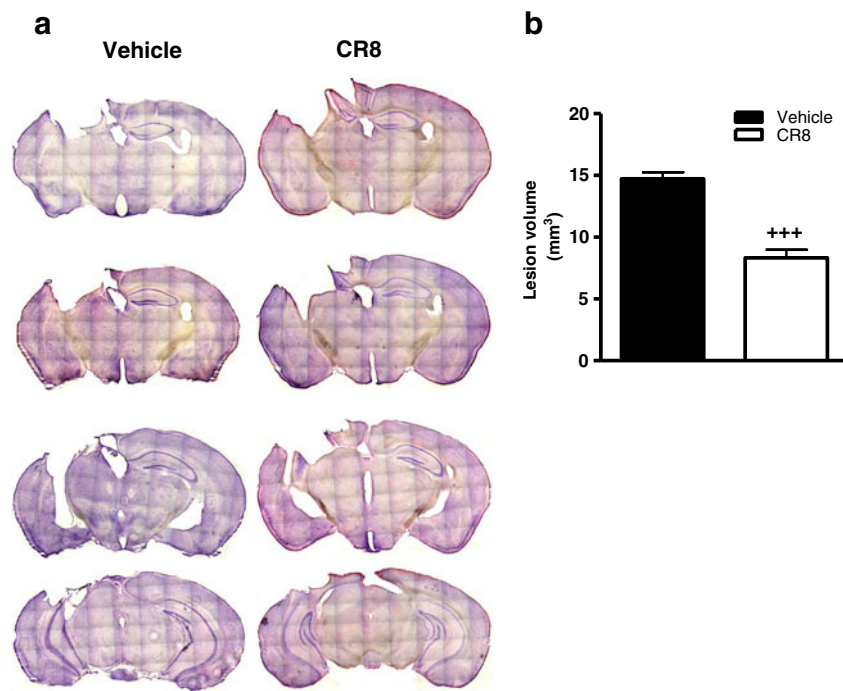 a
Vehicle
CR8
b
Lesion volume
(mm³)
20
15
10
5
0
Vehicle
CR8
+++